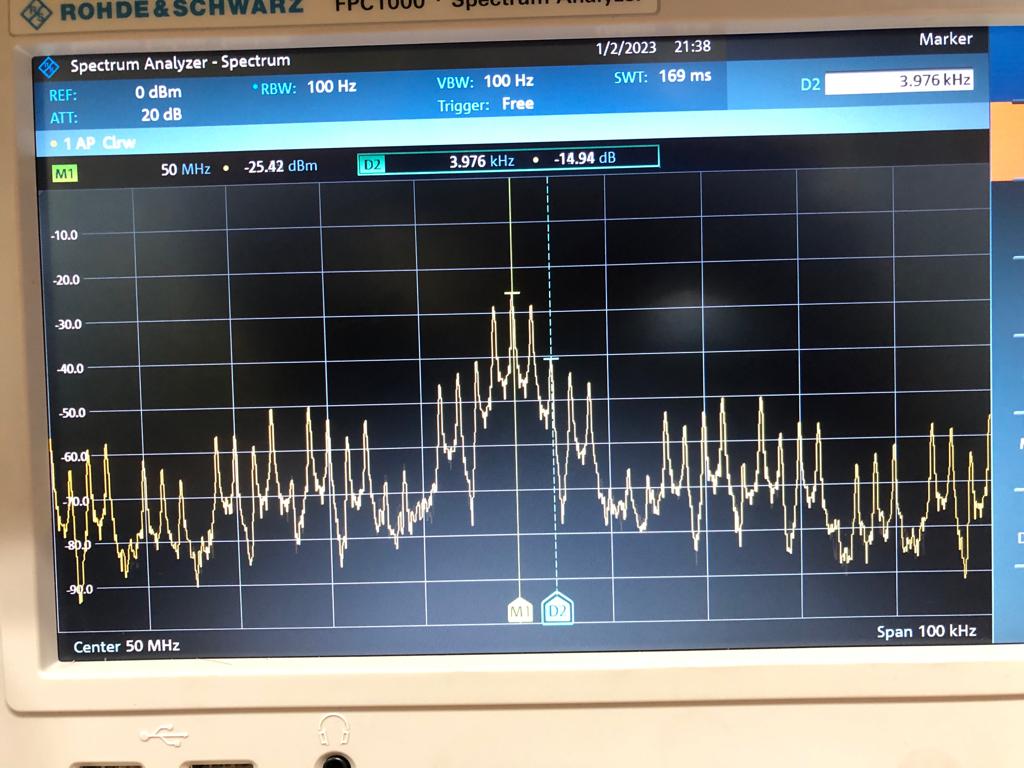 ROHDE & SCHWARZ FPC1000 · Spectrum Analyzer
Spectrum Analyzer - Spectrum 1/2/2023 21:38 Marker
REF: 0 dBm • RBW: 100 Hz VBW: 100 Hz SWT: 169 ms D2 3.976 kHz
ATT: 20 dB Trigger: Free
• 1 AP Clrw
M1 50 MHz • -25.42 dBm D2 3.976 kHz • -14.94 dB
-10.0
-20.0
-30.0
-40.0
-50.0
-60.0
-70.0
-80.0
-90.0
M1 D2
Center 50 MHz Span 100 kHz